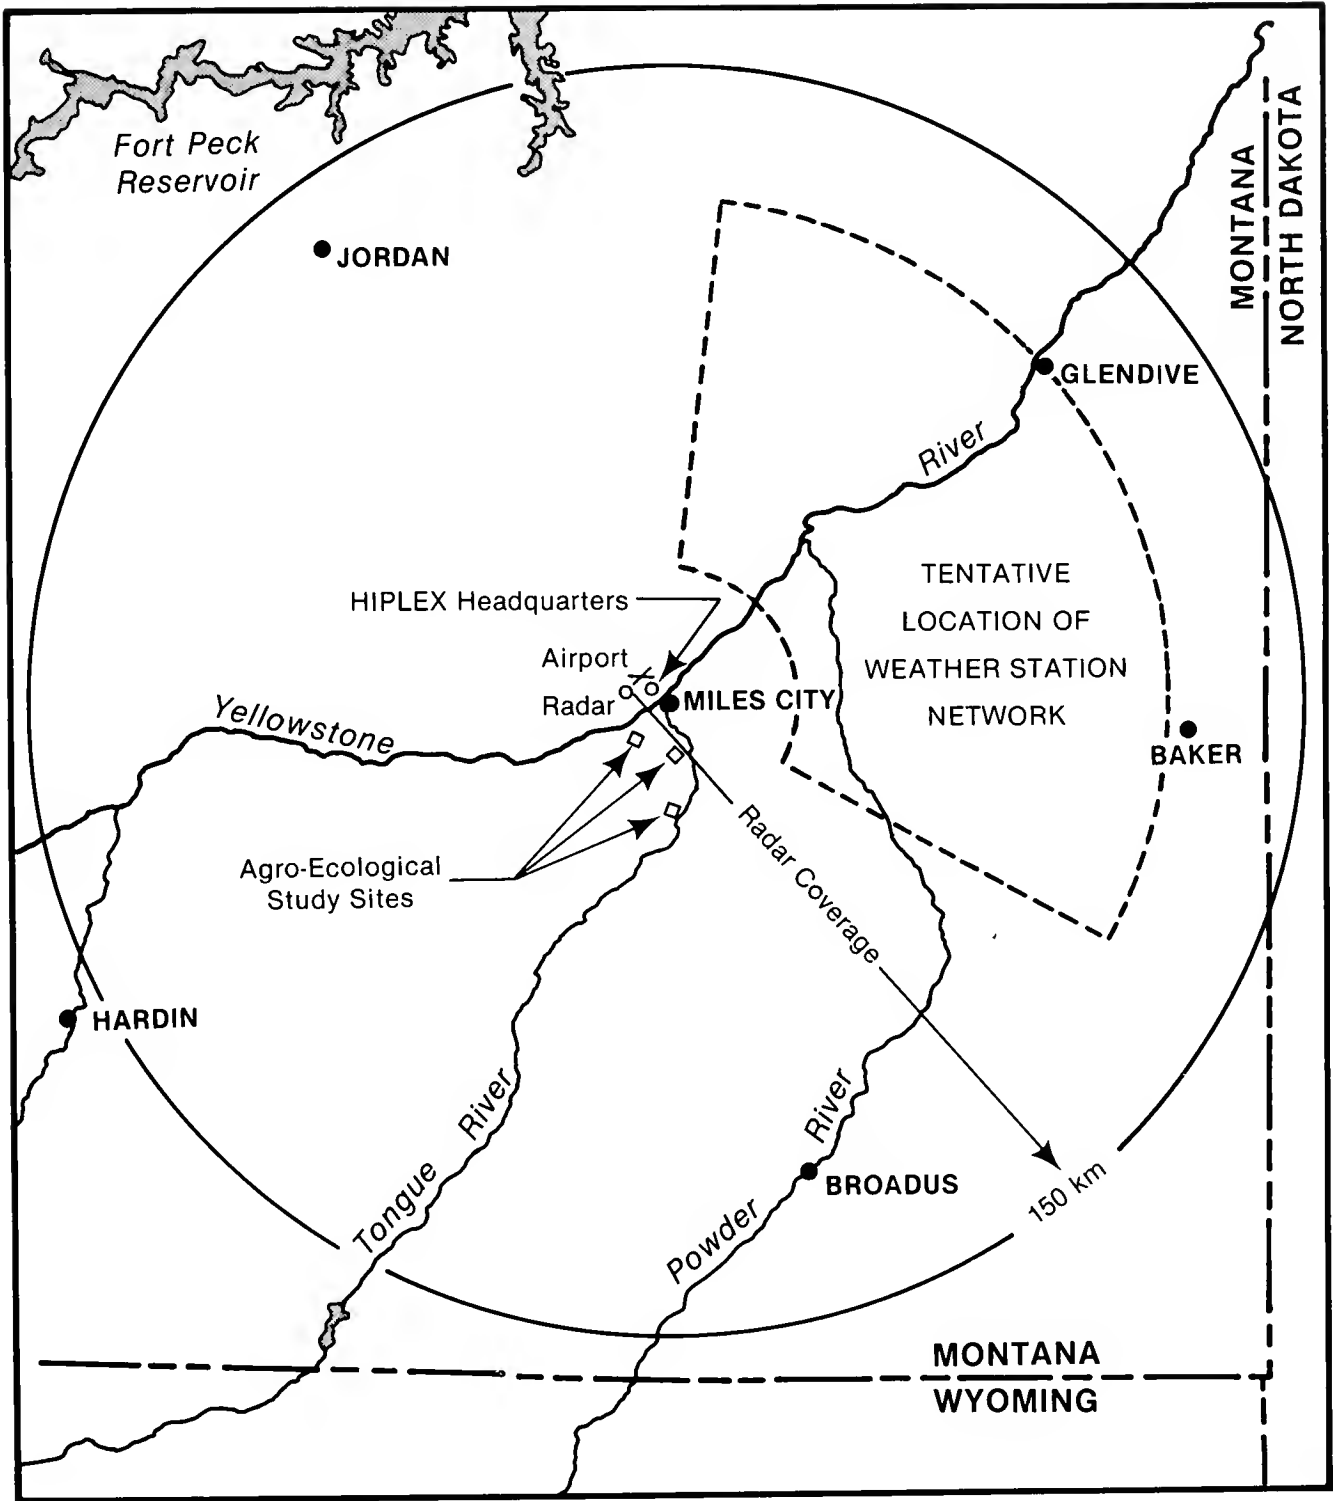 Fort Peck
Reservoir
MONTANA
NORTH DAKOTA
JORDAN
GLENDIVE
River
TENTATIVE
LOCATION OF
WEATHER STATION
NETWORK
HIPLEX Headquarters
Airport
Radar
MILES CITY
Yellowstone
BAKER
Radar Coverage
Agro-Ecological
Study Sites
HARDIN
River
Tongue
River
Powder
BROADUS
150 km
MONTANA
WYOMING